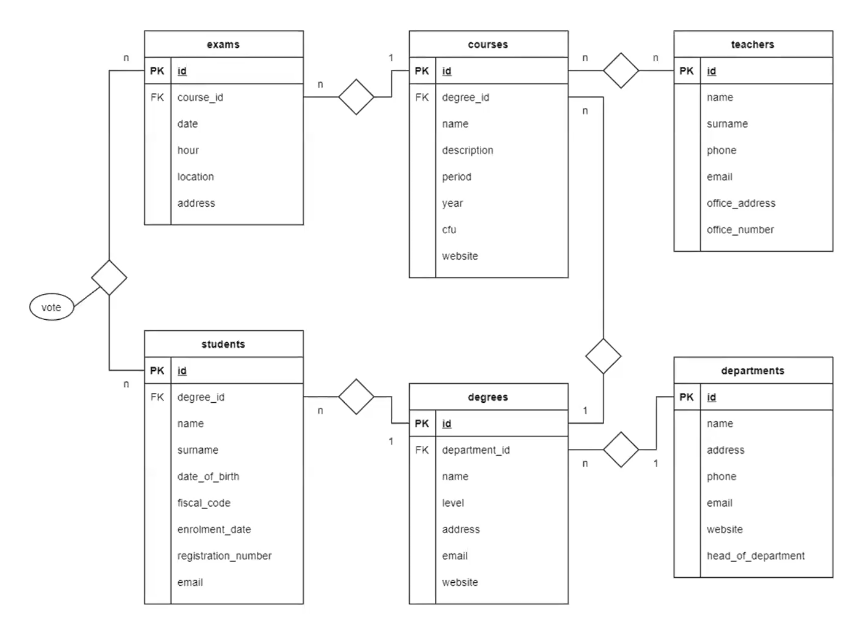 exams
PK id
FK course_id
date
hour
location
address
n
n
1
courses
PK id
FK degree_id
name
description
period
year
cfu
website
n
n
n
teachers
PK id
name
surname
phone
email
office_address
office_number
vote
n
students
PK id
FK degree_id
name
surname
date_of_birth
fiscal_code
enrolment_date
registration_number
email
n
1
1
degrees
PK id
FK department_id
name
level
address
email
website
n
1
departments
PK id
name
address
phone
email
website
head_of_department